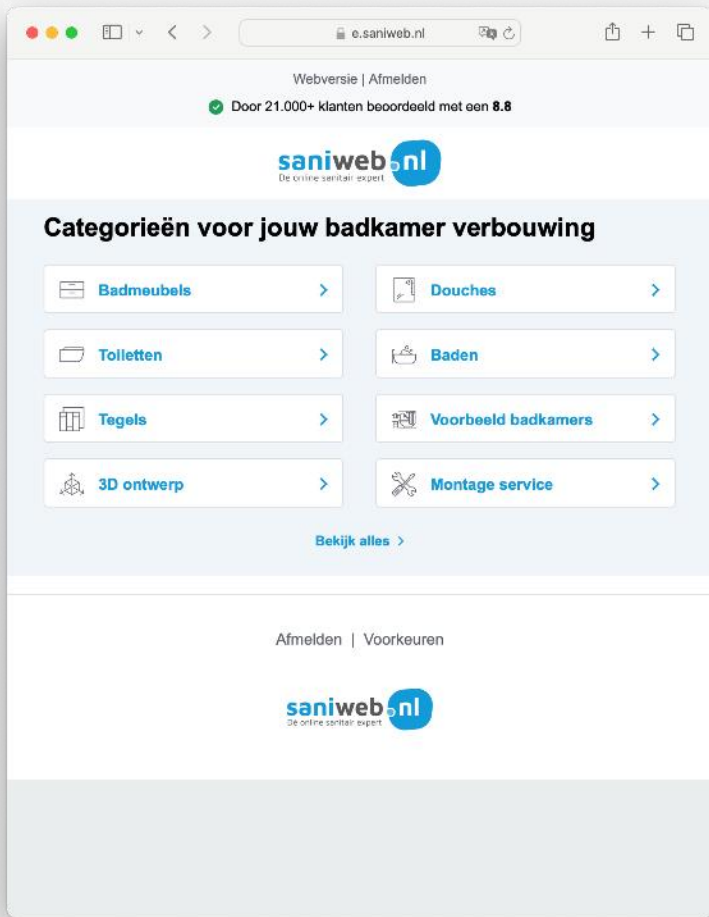 e.saniweb.nl
Webversie | Afmelden
Door 21.000+ klanten beoordeeld met een 8.8
saniweb.nl
De online sanitair expert
Categorieën voor jouw badkamer verbouwing
Badmeubels
Douches
Toiletten
Baden
Tegels
Voorbeeld badkamers
3D ontwerp
Montage service
Bekijk alles
Afmelden | Voorkeuren
saniweb.nl
De online sanitair expert